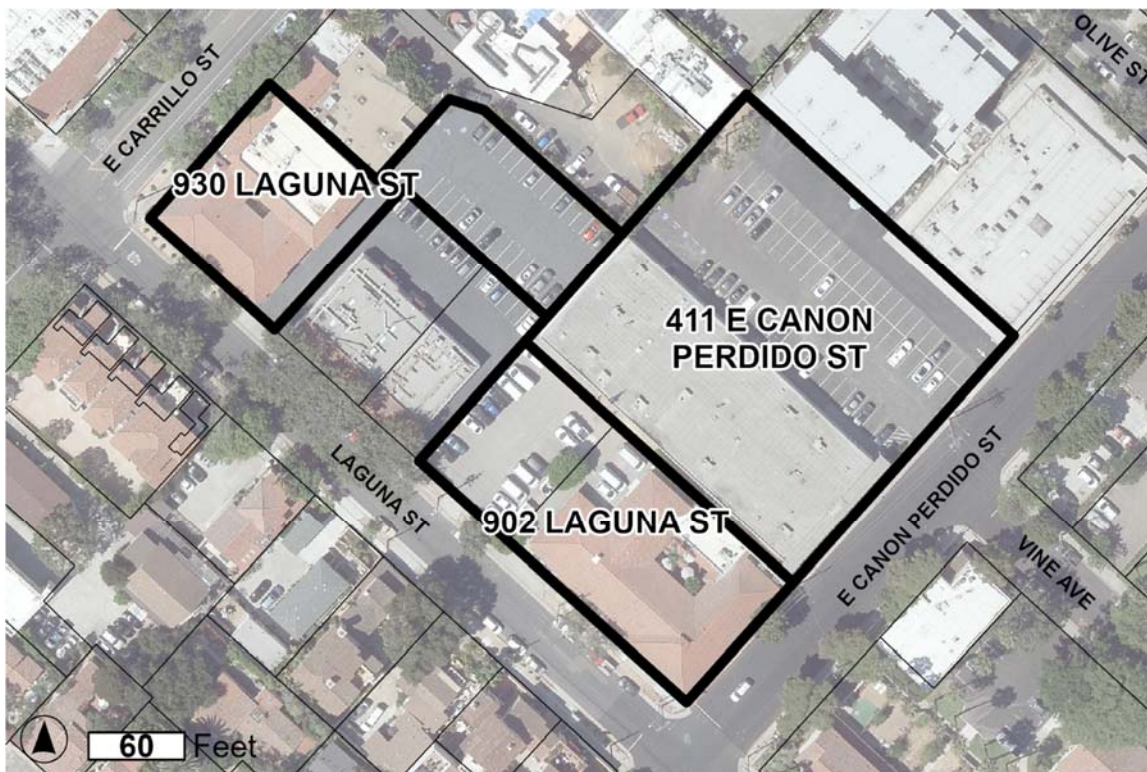 OLIVE ST
E CARRILLO ST
930 LAGUNA ST
411 E CANON
PERDIDO ST
LAGUNA ST
902 LAGUNA ST
E CANON PERDIDO ST
VINE AVE
60 Feet